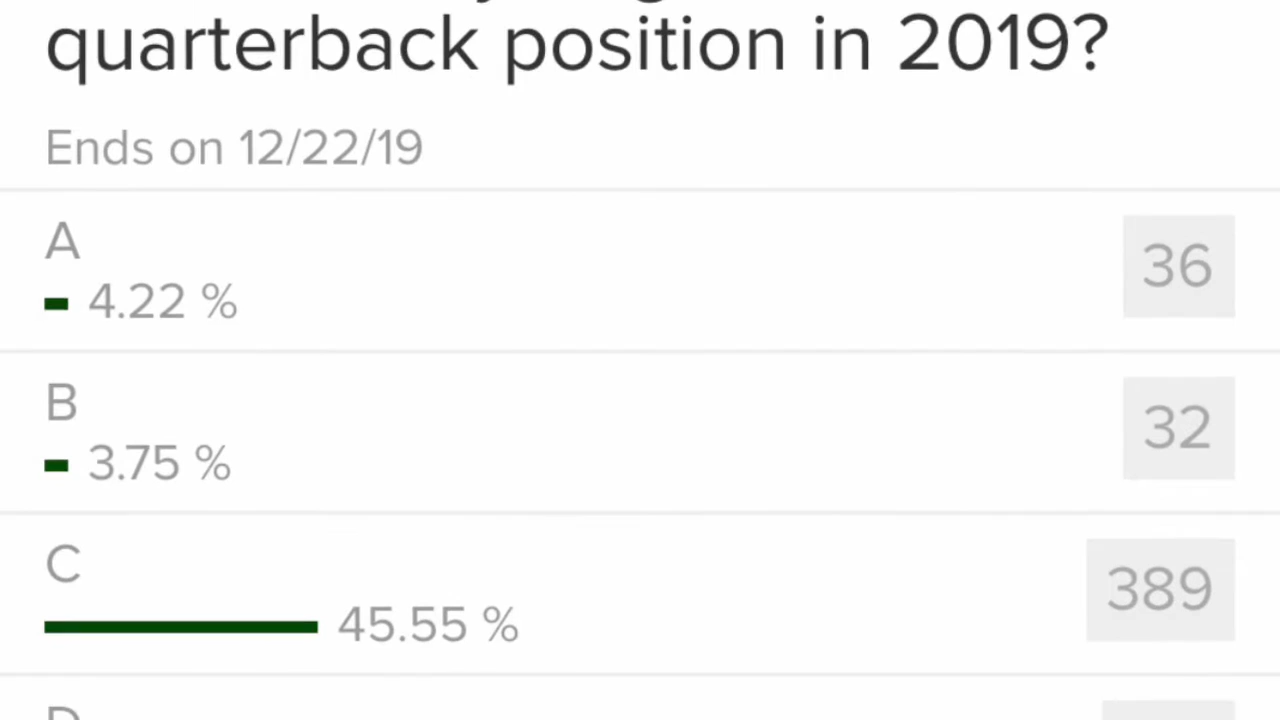 quarterback position in 2019?
Ends on 12/22/19
A
36
4.22 %
B
32
3.75 %
C
389
45.55 %
D